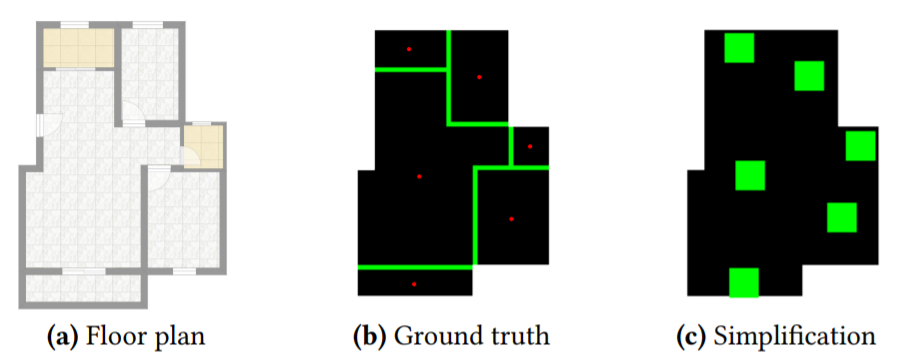 (a) Floor plan
(b) Ground truth
(c) Simplification